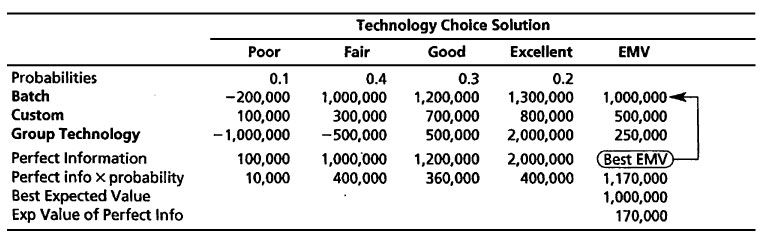 Technology Choice Solution
Poor Fair Good Excellent EMV
Probabilities 0.1 0.4 0.3 0.2
Batch −200,000 1,000,000 1,200,000 1,300,000 1,000,000
Custom 100,000 300,000 700,000 800,000 500,000
Group Technology −1,000,000 −500,000 500,000 2,000,000 250,000
Perfect Information 100,000 1,000,000 1,200,000 2,000,000 Best EMV
Perfect info × probability 10,000 400,000 360,000 400,000 1,170,000
Best Expected Value 1,000,000
Exp Value of Perfect Info 170,000